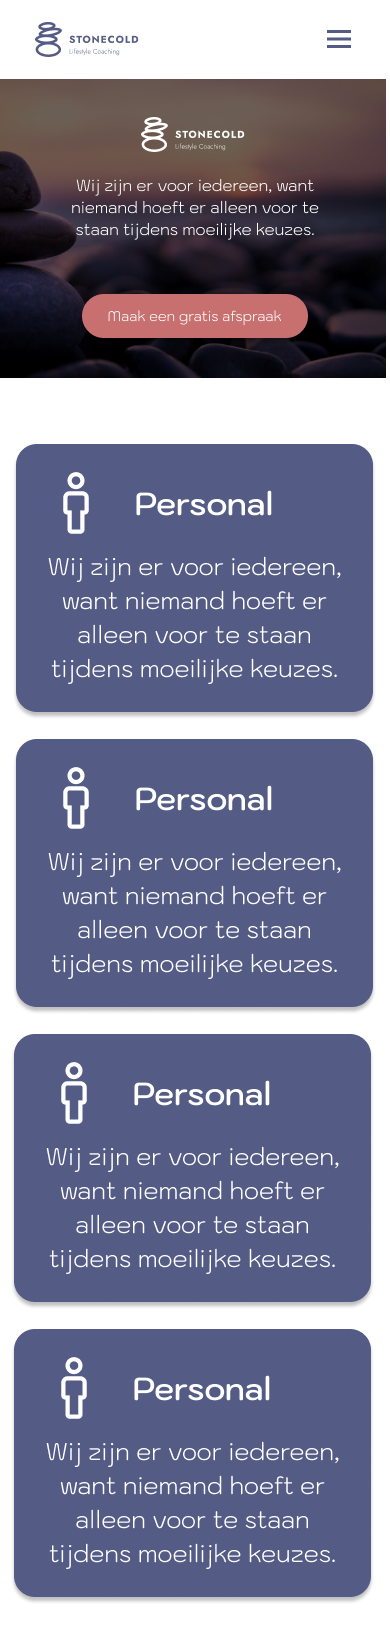 STONECOLD
Lifestyle Coaching
STONECOLD
Lifestyle Coaching
Wij zijn er voor iedereen, want
niemand hoeft er alleen voor te
staan tijdens moeilijke keuzes.
Maak een gratis afspraak
Personal
Wij zijn er voor iedereen,
want niemand hoeft er
alleen voor te staan
tijdens moeilijke keuzes.
Personal
Wij zijn er voor iedereen,
want niemand hoeft er
alleen voor te staan
tijdens moeilijke keuzes.
Personal
Wij zijn er voor iedereen,
want niemand hoeft er
alleen voor te staan
tijdens moeilijke keuzes.
Personal
Wij zijn er voor iedereen,
want niemand hoeft er
alleen voor te staan
tijdens moeilijke keuzes.